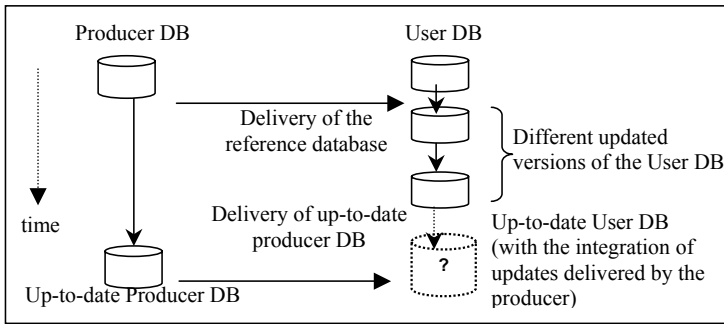 Producer DB
User DB
Delivery of the
reference database
Different updated
versions of the User DB
time
Delivery of up-to-date
producer DB
Up-to-date User DB
(with the integration of
updates delivered by the
producer)
?
Up-to-date Producer DB